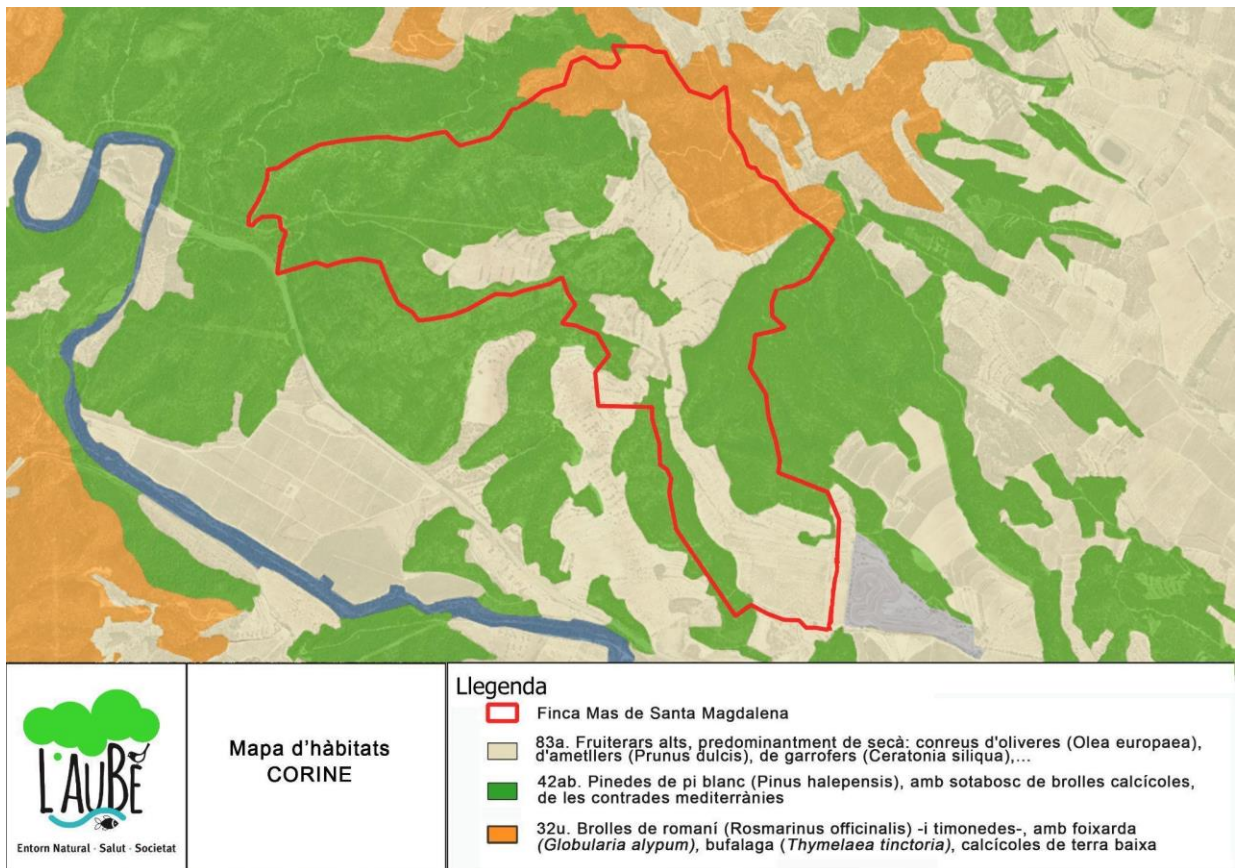 L'AUBÈ
Entorn Natural · Salut · Societat
Mapa d'hàbitats
CORINE
Llegenda
Finca Mas de Santa Magdalena
83a. Fruiterars alts, predominantment de secà: conreus d'oliveres (Olea europaea),
d'ametllers (Prunus dulcis), de garrofers (Ceratonia siliqua),...
42ab. Pinedes de pi blanc (Pinus halepensis), amb sotabosc de brolles calcícoles,
de les contrades mediterrànies
32u. Brolles de romaní (Rosmarinus officinalis) -i timonedes-, amb foixarda
(Globularia alypum), bufalaga (Thymelaea tinctoria), calcícoles de terra baixa